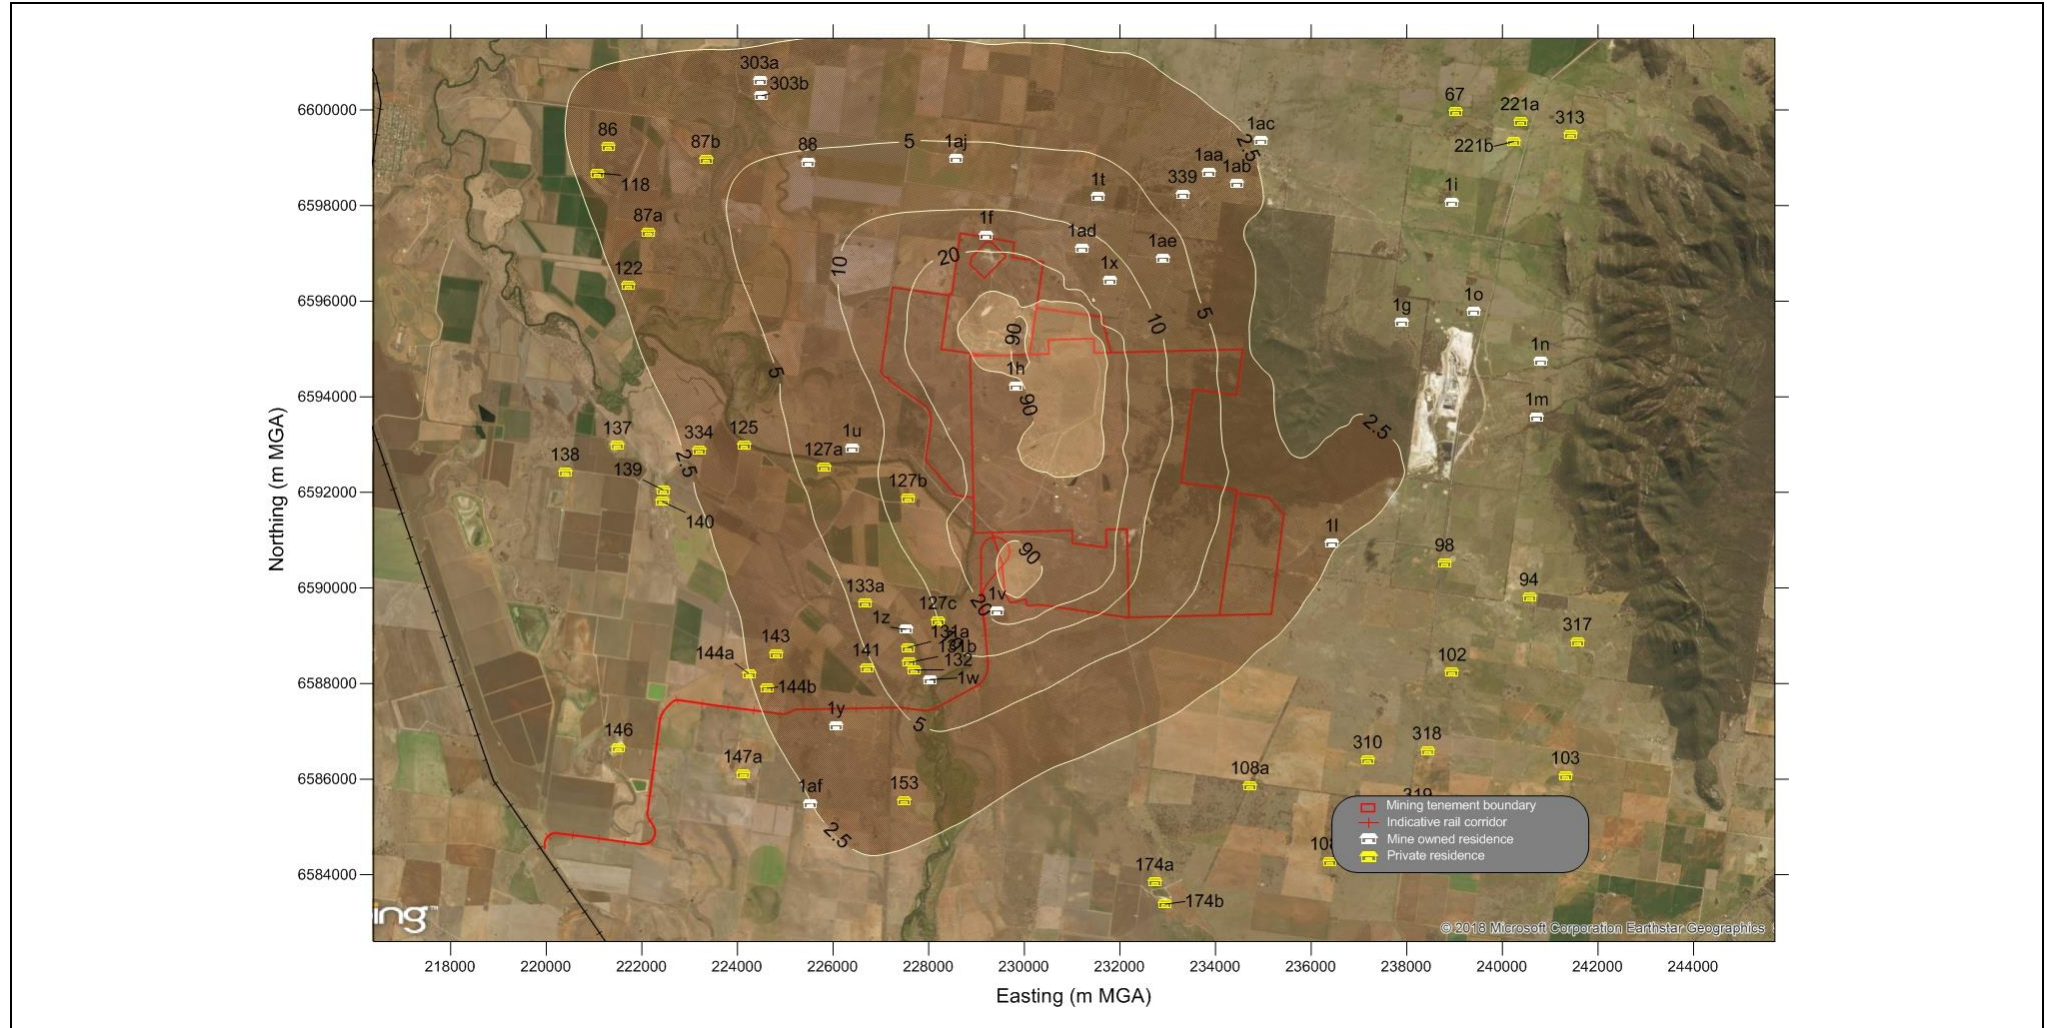 303a
303b
6600000
67
221a
313
1ac
86
87b
88
5
1aj
221b
2.5
1aa
1ab
339
118
1t
1i
6598000
87a
1f
1ad
1ae
20
10
1x
122
6596000
5
10
1g
1o
90
1n
5
1h
90
6594000
1m
2.5
137
334
125
1u
138
139
2.5
127a
127b
6592000
140
1l
98
90
94
6590000
133a
127c
20
1v
1z
131a
131b
317
143
141
132
102
144a
1w
144b
6588000
1y
5
146
318
310
147a
103
108a
6586000
1af
153
2.5
Mining tenement boundary
Indicative rail corridor
Mine owned residence
Private residence
174a
174b
6584000
Northing (m MGA)
© 2018 Microsoft Corporation Earthstar Geographics
218000 220000 222000 224000 226000 228000 230000 232000 234000 236000 238000 240000 242000 244000
Easting (m MGA)